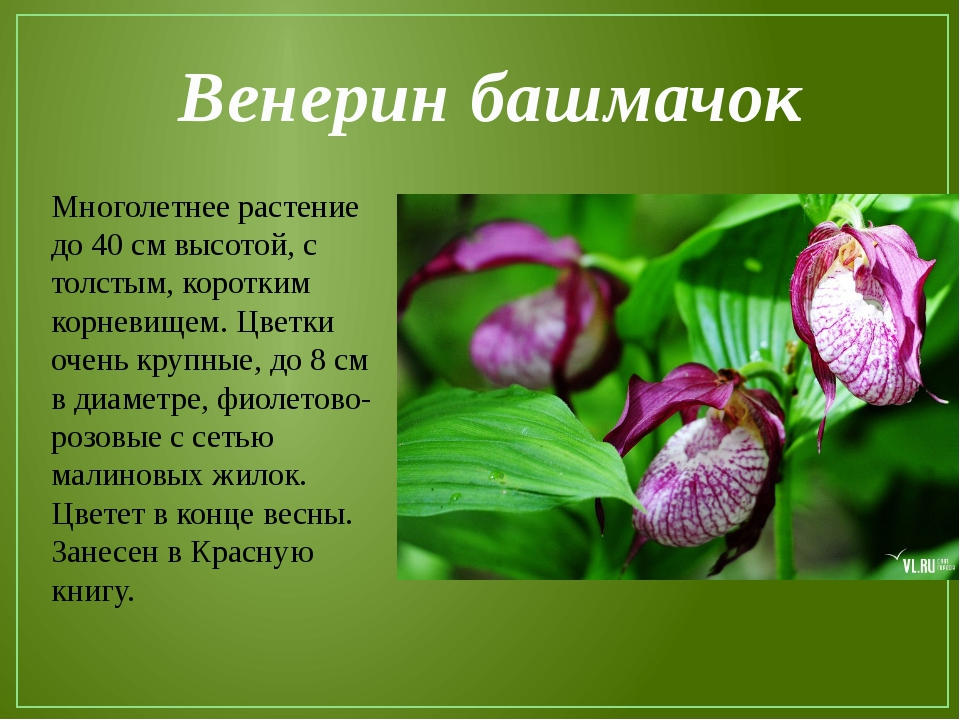 Венерин башмачок
Многолетнее растение
до 40 см высотой, с
толстым, коротким
корневищем. Цветки
очень крупные, до 8 см
в диаметре, фиолетово-
розовые с сетью
малиновых жилок.
Цветет в конце весны.
Занесен в Красную
книгу.
VL.RU